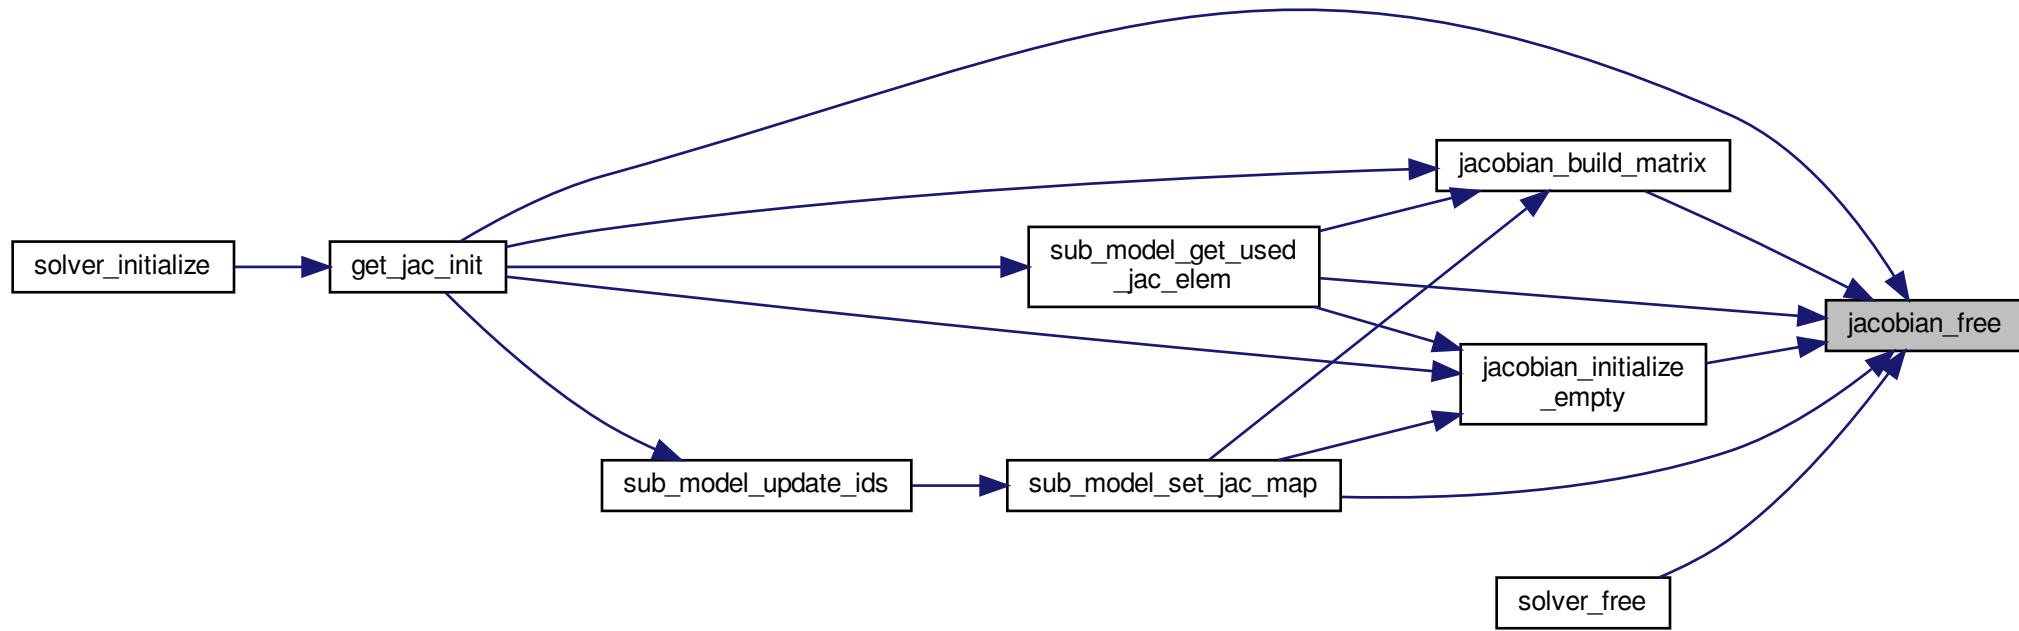 jacobian_build_matrix
solver_initialize
get_jac_init
sub_model_get_used
_jac_elem
jacobian_free
jacobian_initialize
_empty
sub_model_update_ids
sub_model_set_jac_map
solver_free